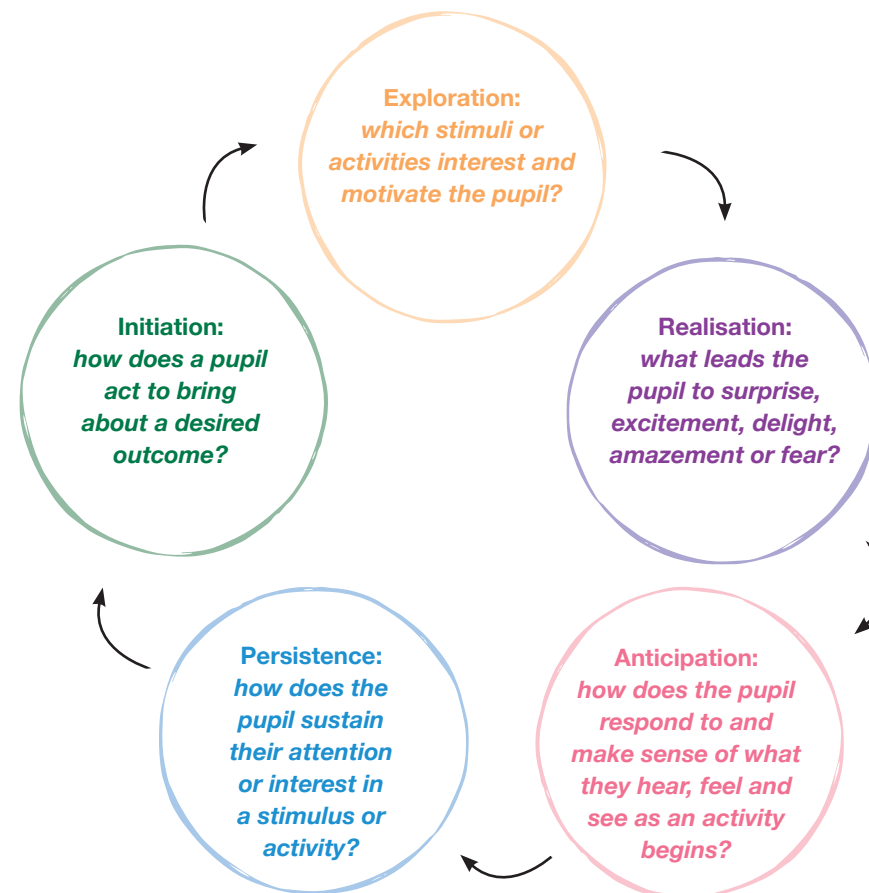 Exploration:
which stimuli or
activities interest and
motivate the pupil?
Realisation:
what leads the
pupil to surprise,
excitement, delight,
amazement or fear?
Anticipation:
how does the pupil
respond to and
make sense of what
they hear, feel and
see as an activity
begins?
Persistence:
how does the
pupil sustain
their attention
or interest in
a stimulus or
activity?
Initiation:
how does a pupil
act to bring
about a desired
outcome?